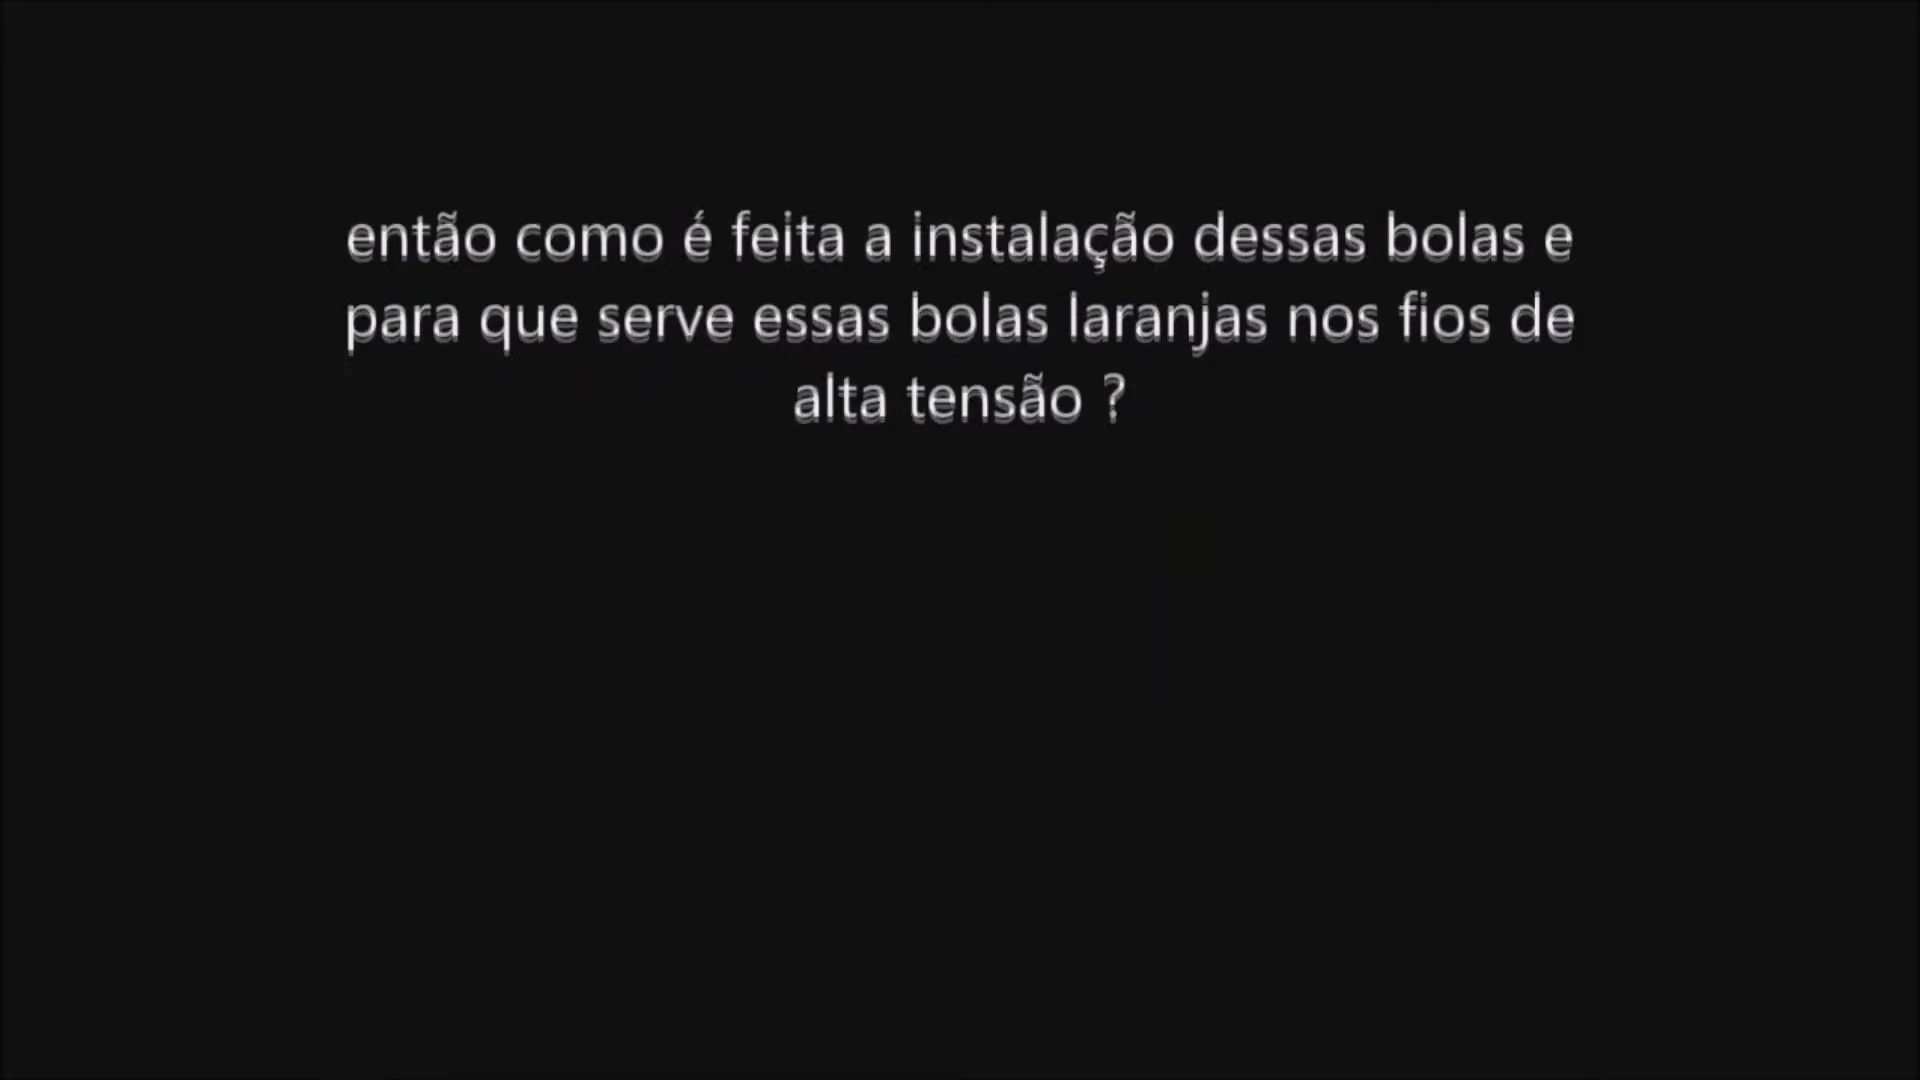 então como é feita a instalação dessas bolas e
para que serve essas bolas laranjas nos fios de
alta tensão ?